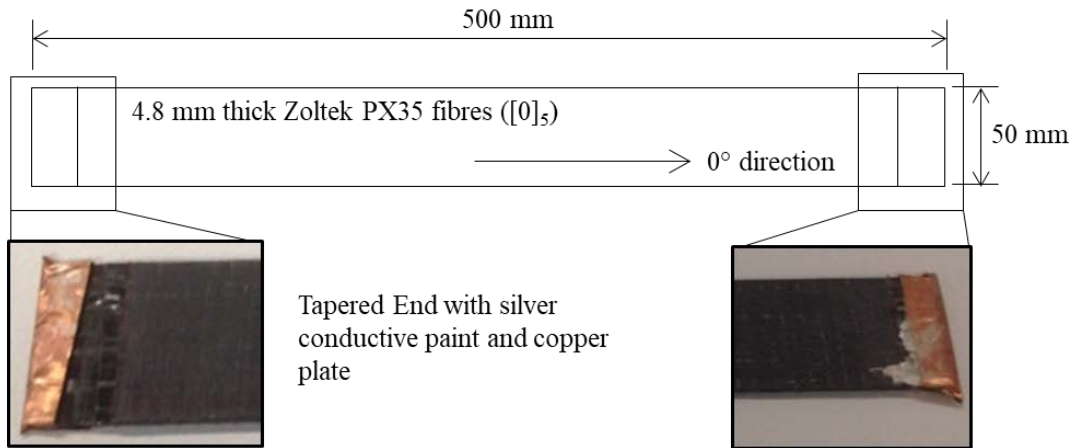 500 mm
4.8 mm thick Zoltek PX35 fibres ([0]₅)
50 mm
0° direction
Tapered End with silver
conductive paint and copper
plate